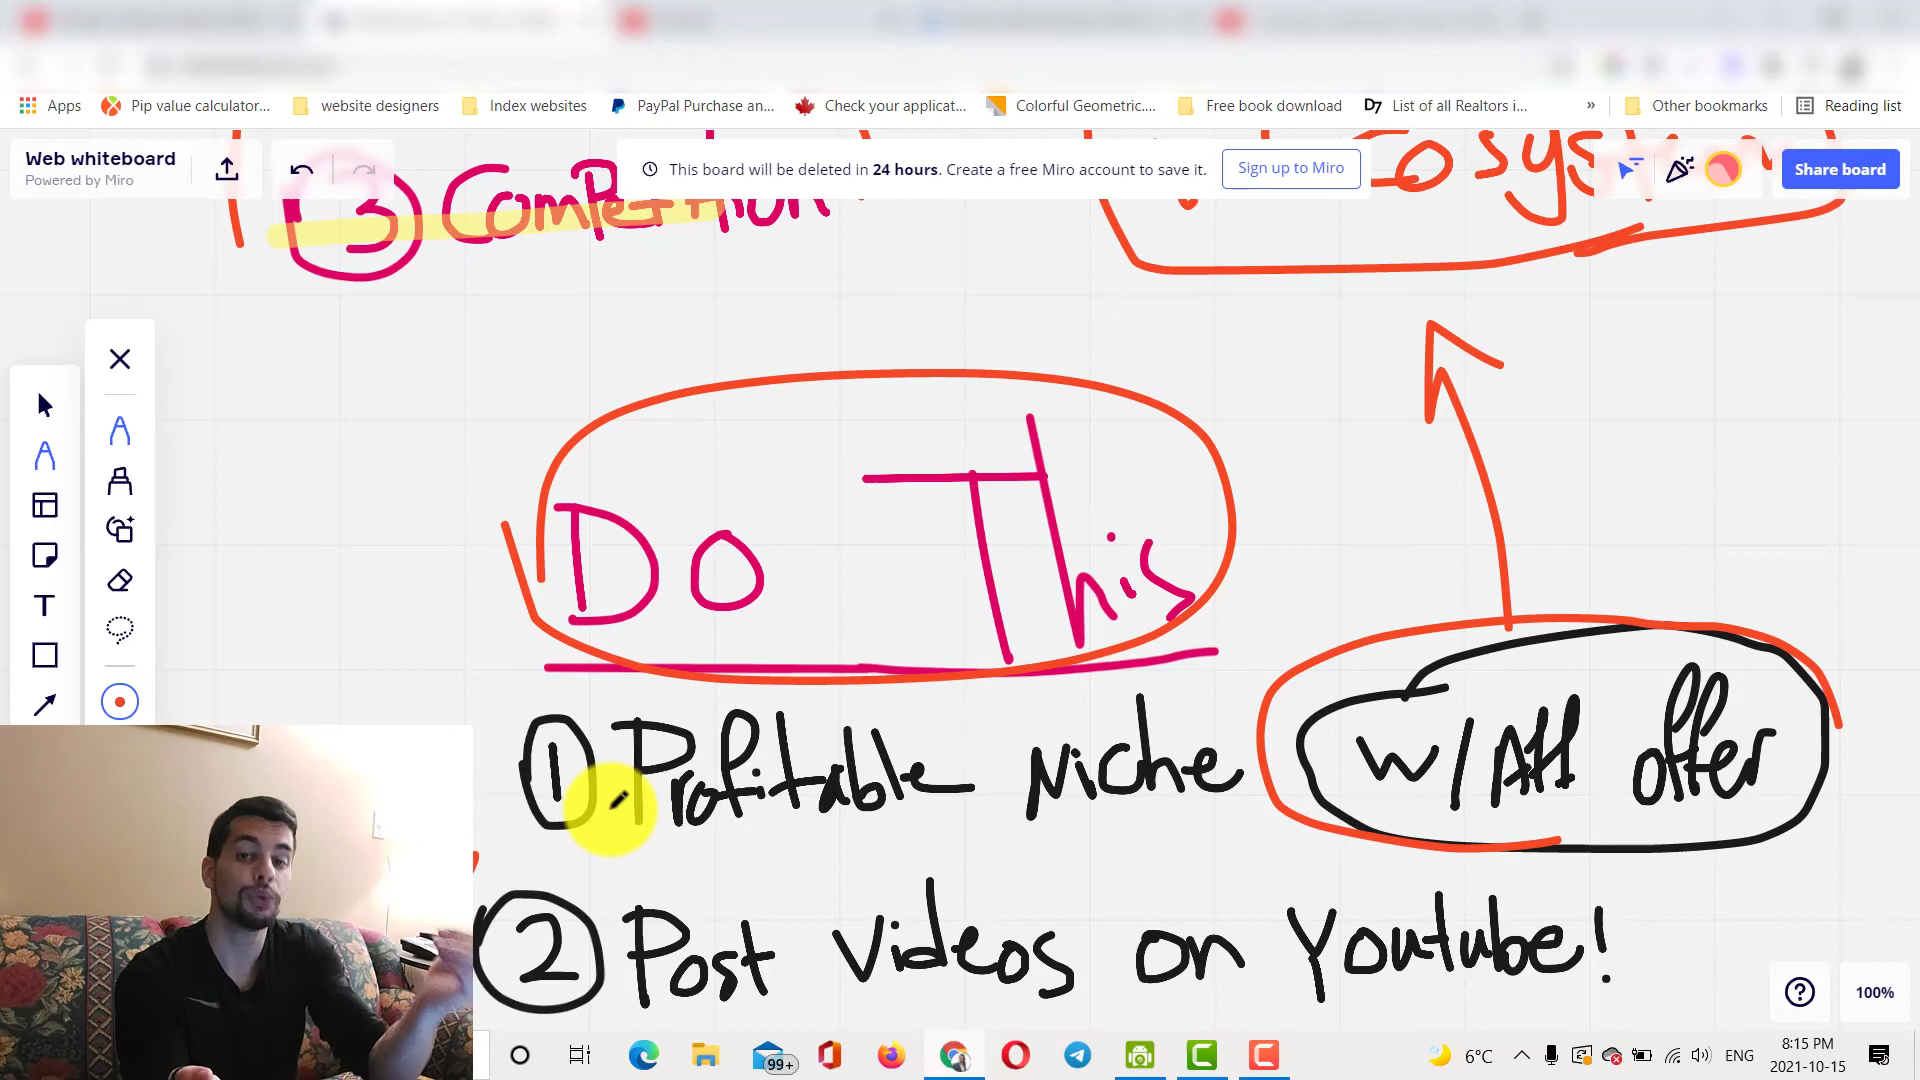 Apps Pip value calculator... website designers Index websites PayPal Purchase an... Check your applicat... Colorful Geometric.... Free book download D7 List of all Realtors i... » Other bookmarks Reading list
Web whiteboard
Powered by Miro
This board will be deleted in 24 hours. Create a free Miro account to save it. Sign up to Miro
Share board
3 Competition
Do This
1 Profitable Niche w/ Aff offer
2 Post Videos on Youtube!
100%
99+
6°C
ENG
8:15 PM
2021-10-15